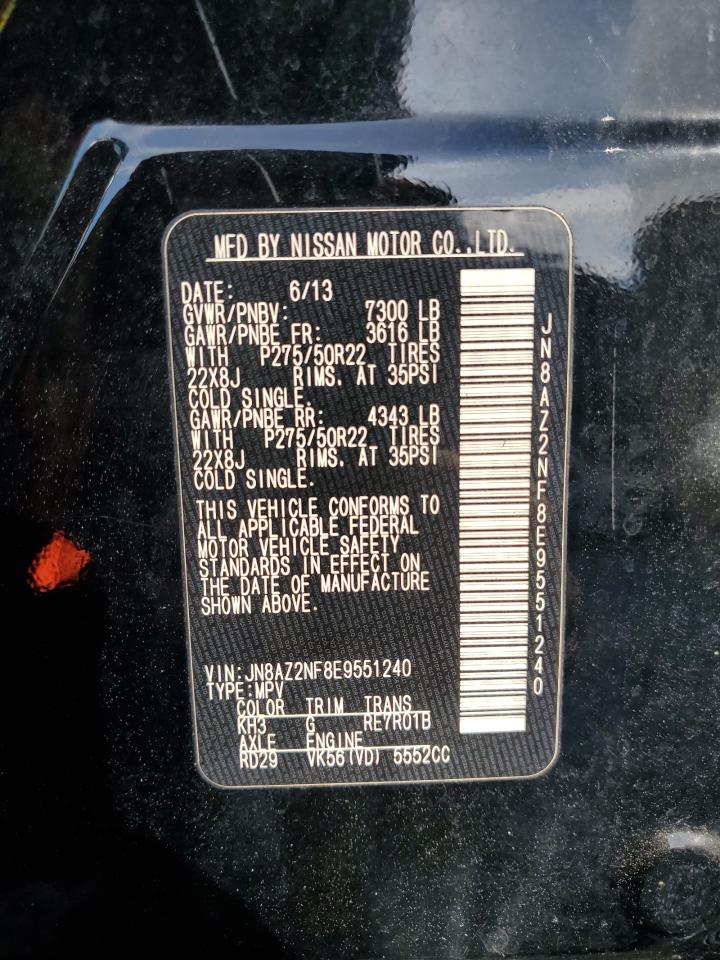 MFD BY NISSAN MOTOR CO.,LTD.
DATE: 6/13
GVWR/PNBV: 7300 LB
GAWR/PNBE FR: 3616 LB
WITH P275/50R22 TIRES
22X8J RIMS. AT 35PSI
COLD SINGLE.
GAWR/PNBE RR: 4343 LB
WITH P275/50R22 TIRES
22X8J RIMS. AT 35PSI
COLD SINGLE.
THIS VEHICLE CONFORMS TO
ALL APPLICABLE FEDERAL
MOTOR VEHICLE SAFETY
STANDARDS IN EFFECT ON
THE DATE OF MANUFACTURE
SHOWN ABOVE.
VIN:JN8AZ2NF8E9551240
TYPE:MPV
COLOR TRIM TRANS
KH3 G RE7R01B
AXLE ENGINE
RD29 VK56(VD) 5552CC
JN8AZ2NF8E9551240